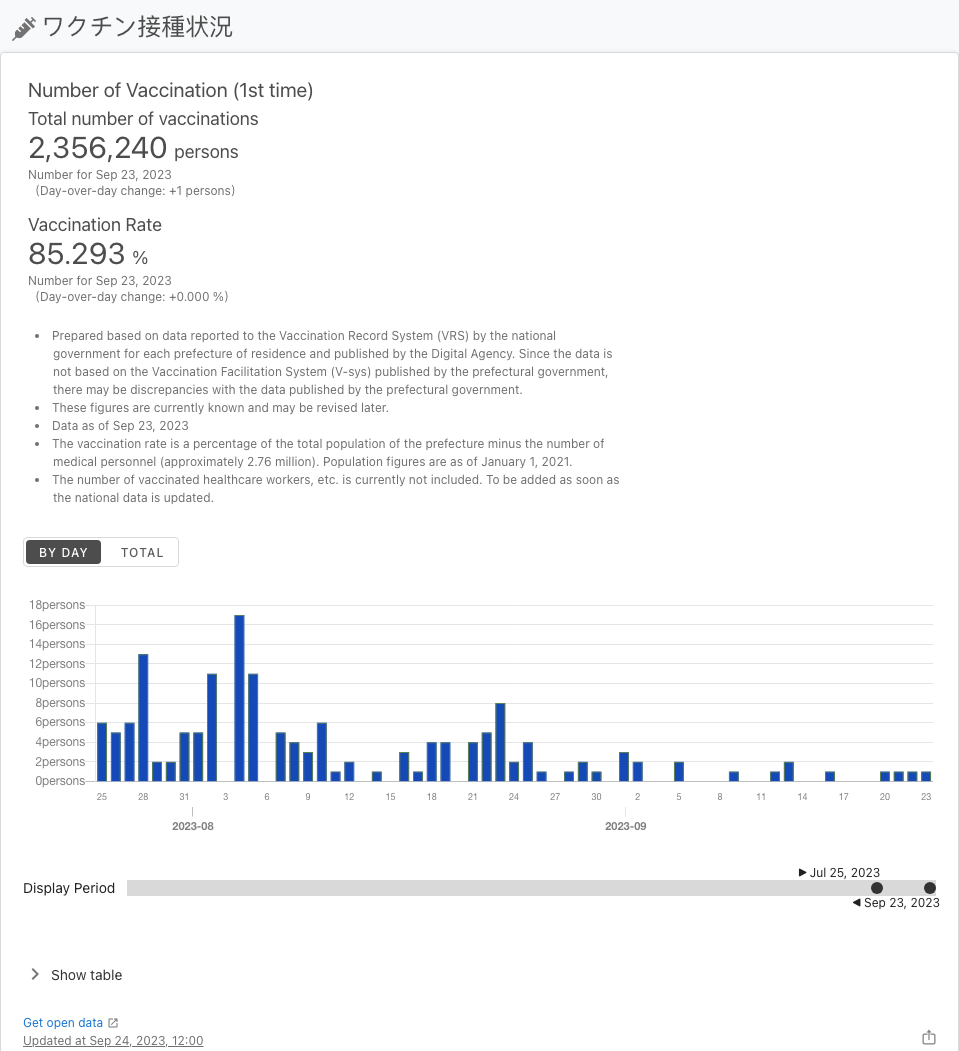 ワクチン接種状況
Number of Vaccination (1st time)
Total number of vaccinations
2,356,240 persons
Number for Sep 23, 2023
(Day-over-day change: +1 persons)
Vaccination Rate
85.293 %
Number for Sep 23, 2023
(Day-over-day change: +0.000 %)
• Prepared based on data reported to the Vaccination Record System (VRS) by the national
government for each prefecture of residence and published by the Digital Agency. Since the data is
not based on the Vaccination Facilitation System (V-sys) published by the prefectural government,
there may be discrepancies with the data published by the prefectural government.
• These figures are currently known and may be revised later.
• Data as of Sep 23, 2023
• The vaccination rate is a percentage of the total population of the prefecture minus the number of
medical personnel (approximately 2.76 million). Population figures are as of January 1, 2021.
• The number of vaccinated healthcare workers, etc. is currently not included. To be added as soon as
the national data is updated.
BY DAY TOTAL
18persons
16persons
14persons
12persons
10persons
8persons
6persons
4persons
2persons
0persons
25 28 31 3 6 9 12 15 18 21 24 27 30 2 5 8 11 14 17 20 23
2023-08 2023-09
Jul 25, 2023
Display Period
Sep 23, 2023
Show table
Get open data
Updated at Sep 24, 2023, 12:00